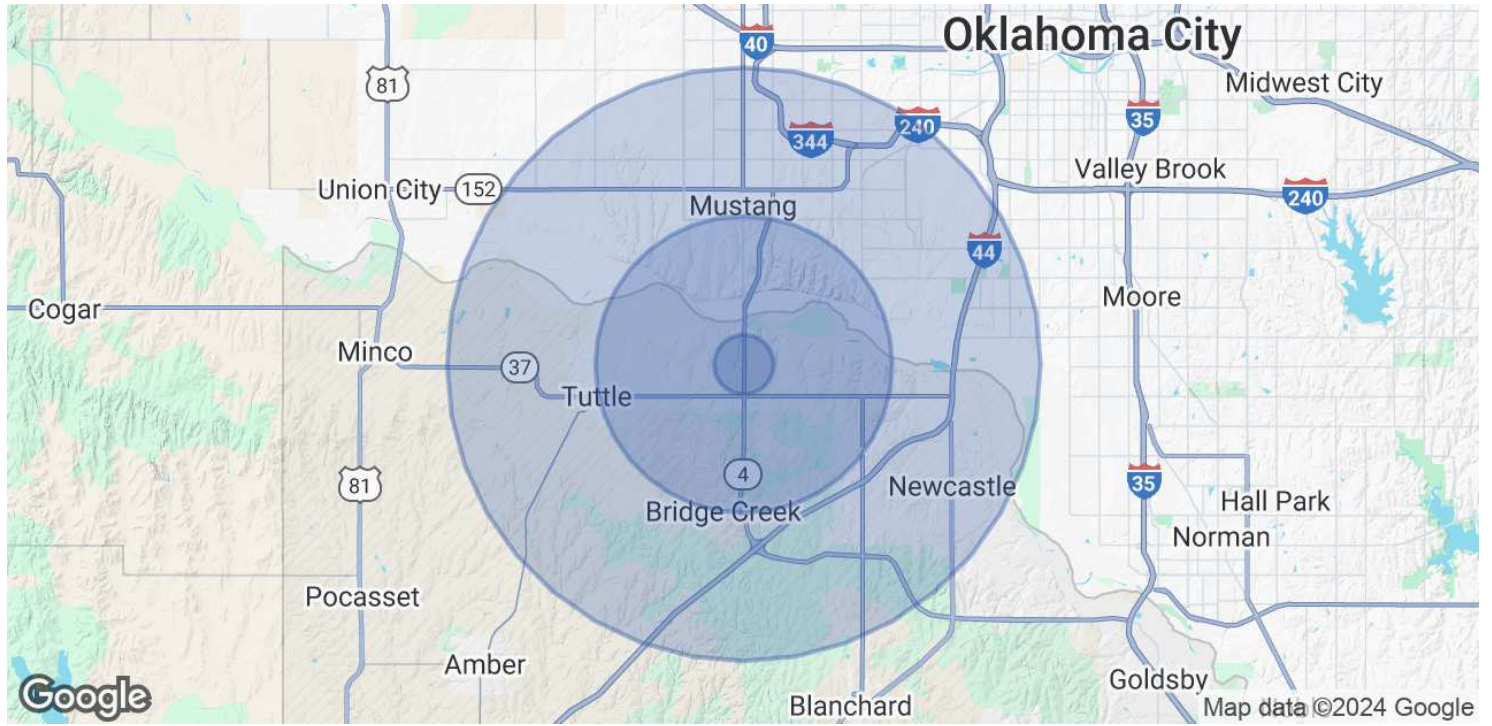 Oklahoma City
40
Midwest City
81
35
344
240
Valley Brook
Union City
152
240
Mustang
44
Moore
Cogar
Minco
37
Tuttle
4
81
Newcastle
35
Hall Park
Bridge Creek
Norman
Pocasset
Amber
Goldsby
Blanchard
Google
Map data ©2024 Google